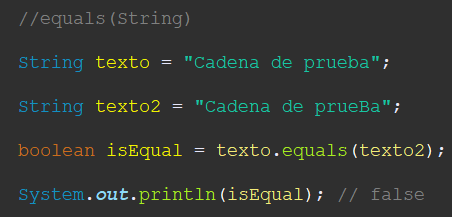 //equals(String)
String texto = "Cadena de prueba";
String texto2 = "Cadena de prueBa";
boolean isEqual = texto.equals(texto2);
System.out.println(isEqual); // false